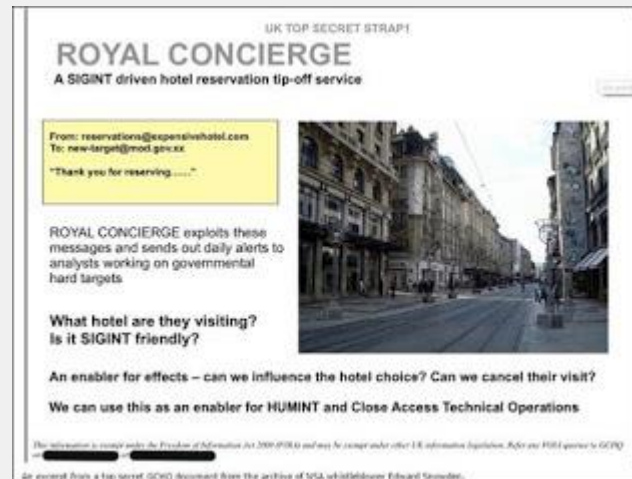 UK TOP SECRET STRAP1
ROYAL CONCIERGE
A SIGINT driven hotel reservation tip-off service
From: reservations@expensivehotel.com
To: new-target@mod.gov.xx
"Thank you for reserving......"
ROYAL CONCIERGE exploits these
messages and sends out daily alerts to
analysts working on governmental
hard targets
What hotel are they visiting?
Is it SIGINT friendly?
An enabler for effects – can we influence the hotel choice? Can we cancel their visit?
We can use this as an enabler for HUMINT and Close Access Technical Operations
This information is exempt under the Freedom of Information Act 2000 (FOIA) and may be exempt under other UK information legislation. Refer any FOIA queries to GCHQ
An excerpt from a top secret GCHQ document from the archive of NSA whistleblower Edward Snowden.